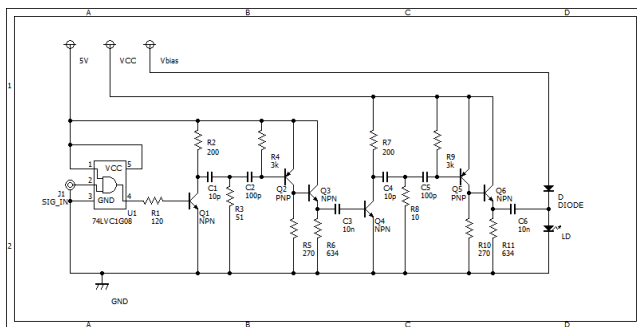 A B C D
5V VCC Vbias
1
R2
200
R4
3k
R7
200
R9
3k
1 VCC 5
J1
SIG_IN
2
3 GND 4
U1
74LVC1G08
R1
120
Q1
NPN
C1
10p
R3
51
C2
100p
Q2
PNP
Q3
NPN
R5
270
R6
634
C3
10n
Q4
NPN
C4
10p
R8
10
C5
100p
Q5
PNP
Q6
NPN
R10
270
R11
634
C6
10n
D
DIODE
LD
2
GND
A B C D